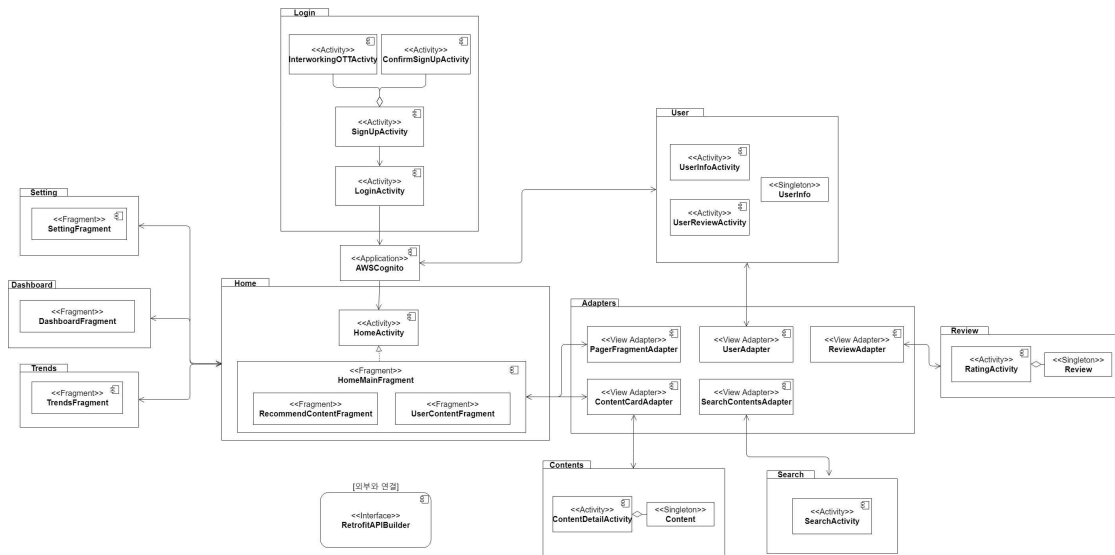 Login
<<Activity>>
InterworkingOTTActivty
<<Activity>>
ConfirmSignUpActivity
<<Activity>>
SignUpActivity
<<Activity>>
LoginActivity
User
<<Activity>>
UserInfoActivity
<<Singleton>>
UserInfo
<<Activity>>
UserReviewActivity
Setting
<<Fragment>>
SettingFragment
<<Application>>
AWSCognito
Dashboard
<<Fragment>>
DashboardFragment
Home
<<Activity>>
HomeActivity
<<Fragment>>
HomeMainFragment
<<Fragment>>
RecommendContentFragment
<<Fragment>>
UserContentFragment
Trends
<<Fragment>>
TrendsFragment
Adapters
<<View Adapter>>
PagerFragmentAdapter
<<View Adapter>>
UserAdapter
<<View Adapter>>
ReviewAdapter
<<View Adapter>>
ContentCardAdapter
<<View Adapter>>
SearchContentsAdapter
Review
<<Activity>>
RatingActivity
<<Singleton>>
Review
Contents
<<Activity>>
ContentDetailActivity
<<Singleton>>
Content
Search
<<Activity>>
SearchActivity
[외부와 연결]
<<Interface>>
RetrofitAPIBuilder